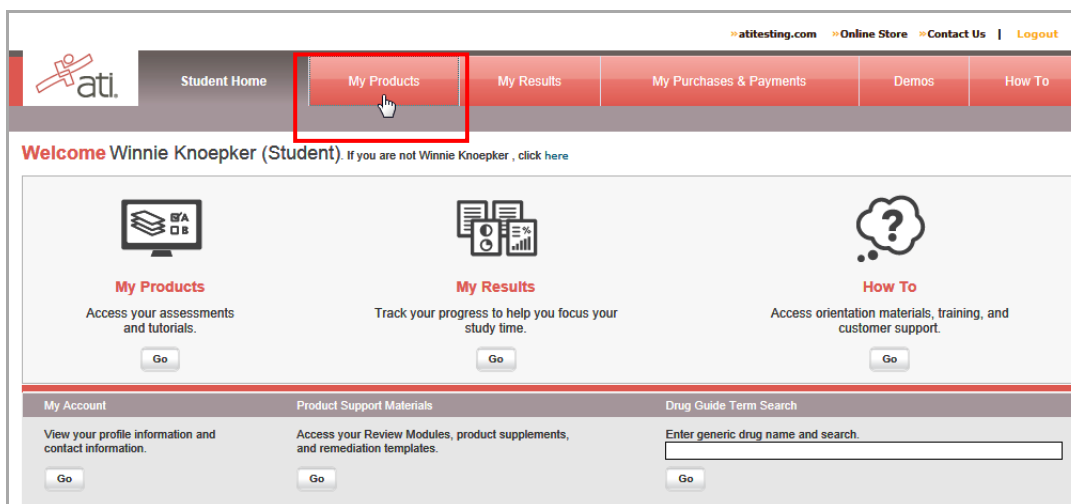 »atitesting.com »Online Store »Contact Us | Logout
ati.
Student Home My Products My Results My Purchases & Payments Demos How To
Welcome Winnie Knoepker (Student). If you are not Winnie Knoepker , click here
A
B
%
?
My Products
Access your assessments
and tutorials.
Go
My Results
Track your progress to help you focus your
study time.
Go
How To
Access orientation materials, training, and
customer support.
Go
My Account
View your profile information and
contact information.
Go
Product Support Materials
Access your Review Modules, product supplements,
and remediation templates.
Go
Drug Guide Term Search
Enter generic drug name and search.
Go